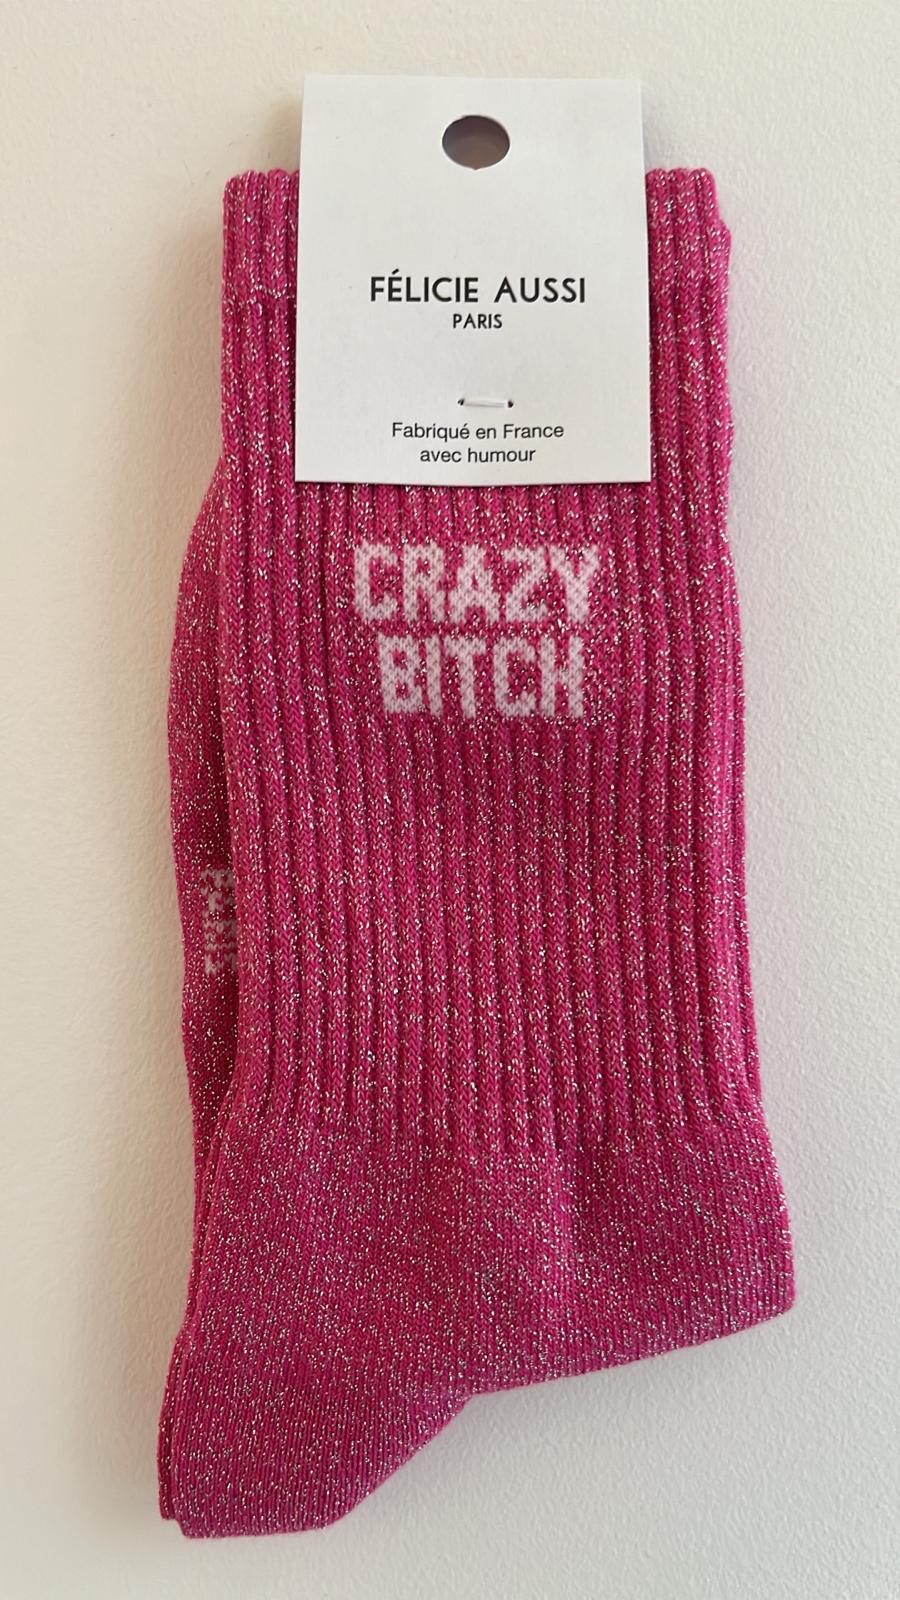 FÉLICIE AUSSI
PARIS
Fabriqué en France
avec humour
CRAZY
BITCH